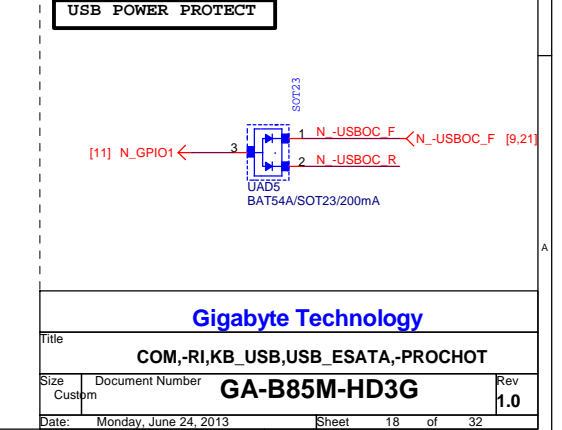 USB POWER PROTECT
SOT23
[11] N_GPIO1
3
1 N_-USBOC_F
N_-USBOC_F [9,21]
2 N_-USBOC_R
UAD5
BAT54A/SOT23/200mA
A
Gigabyte Technology
Title
COM,-RI,KB_USB,USB_ESATA,-PROCHOT
Size Document Number Rev
Custom GA-B85M-HD3G 1.0
Date: Monday, June 24, 2013 Sheet 18 of 32